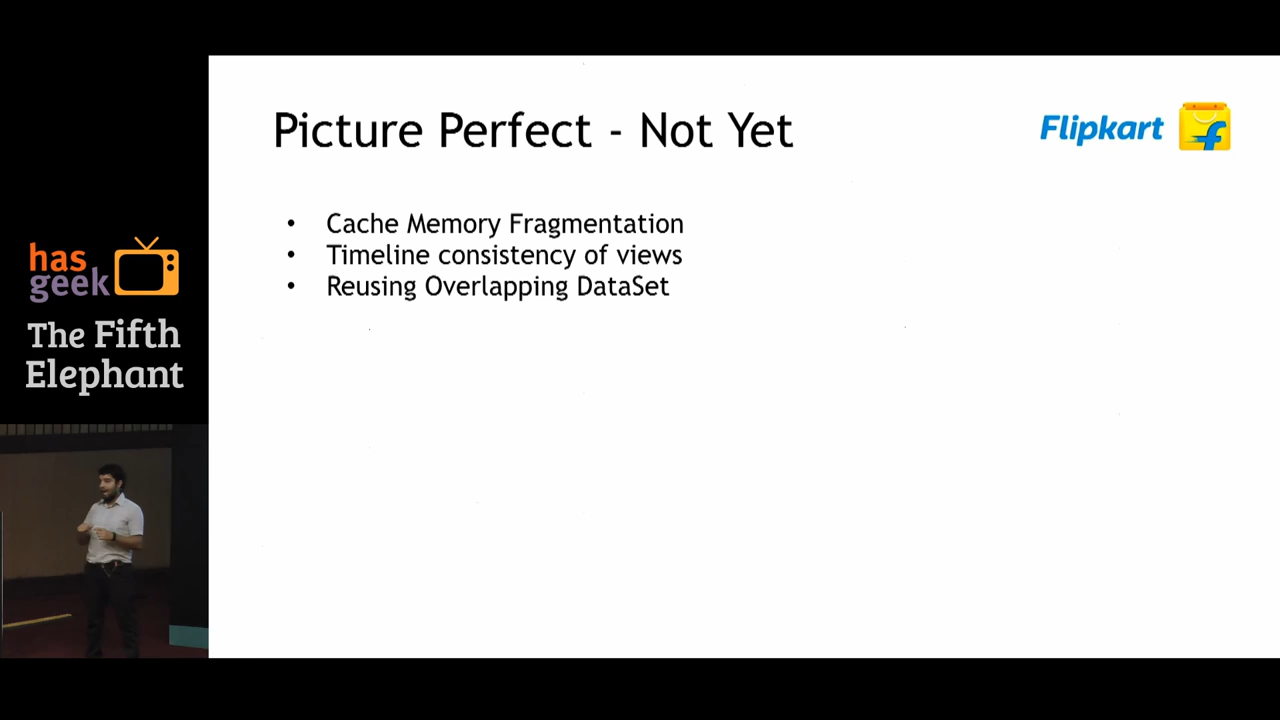 Picture Perfect - Not Yet
Flipkart
• Cache Memory Fragmentation
• Timeline consistency of views
• Reusing Overlapping DataSet
has
geek
The Fifth
Elephant